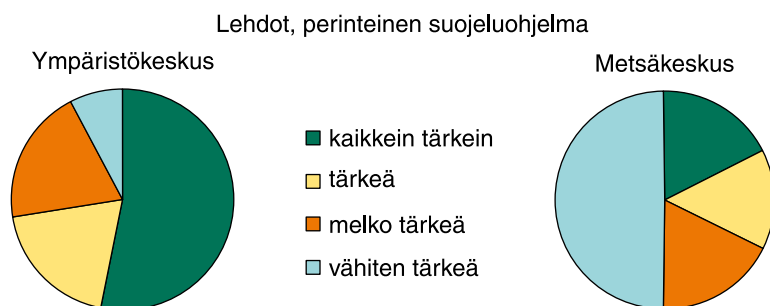 Lehdot, perinteinen suojeluohjelma
Ympäristökeskus
Metsäkeskus
kaikkein tärkein
tärkeä
melko tärkeä
vähiten tärkeä